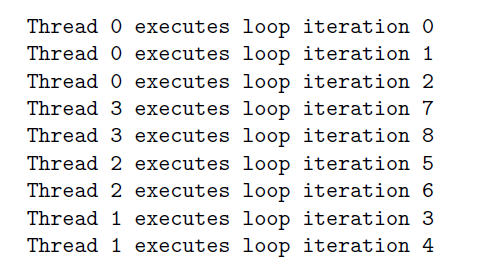 Thread 0 executes loop iteration 0
Thread 0 executes loop iteration 1
Thread 0 executes loop iteration 2
Thread 3 executes loop iteration 7
Thread 3 executes loop iteration 8
Thread 2 executes loop iteration 5
Thread 2 executes loop iteration 6
Thread 1 executes loop iteration 3
Thread 1 executes loop iteration 4